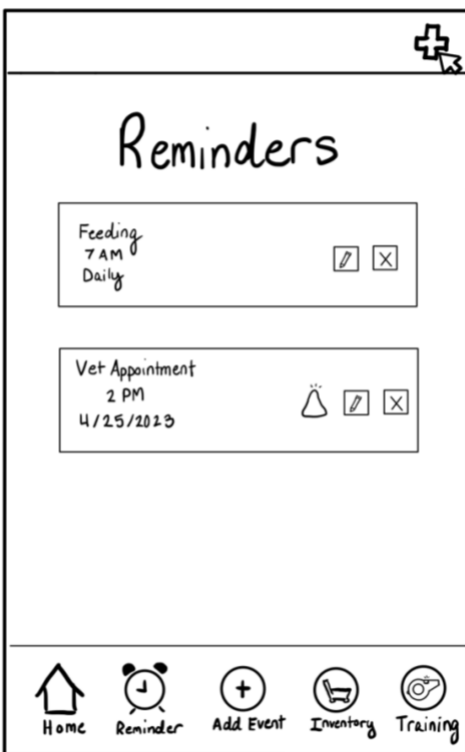 Reminders
Feeding
7 AM
Daily
Vet Appointment
2 PM
4/25/2023
Home
Reminder
Add Event
Inventory
Training